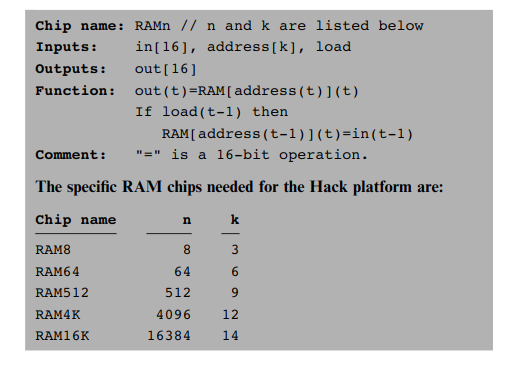 Chip name: RAMn // n and k are listed below
Inputs: in[16], address[k], load
Outputs: out[16]
Function: out(t)=RAM[address(t)](t)
If load(t-1) then
RAM[address(t-1)](t)=in(t-1)
Comment: "=" is a 16-bit operation.
The specific RAM chips needed for the Hack platform are:
Chip name n k
RAM8 8 3
RAM64 64 6
RAM512 512 9
RAM4K 4096 12
RAM16K 16384 14